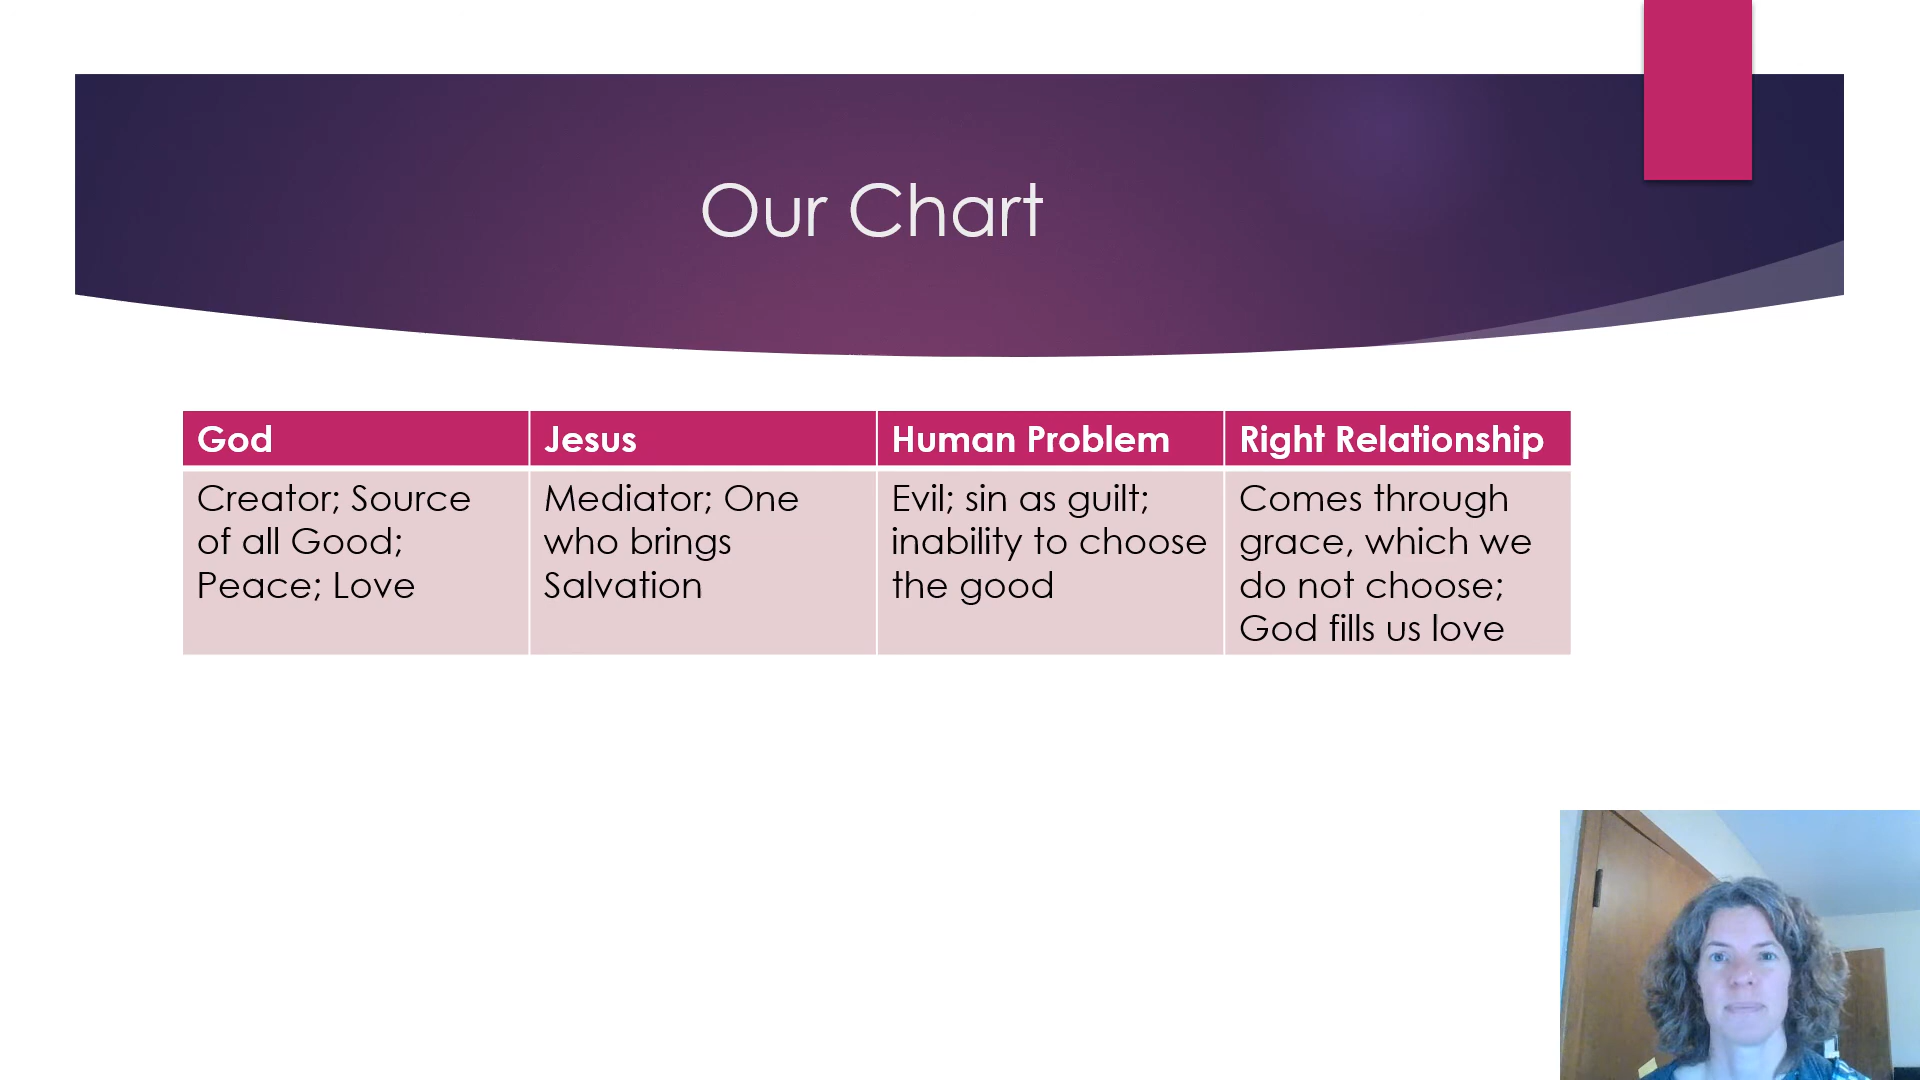 Our Chart
God
Jesus
Human Problem
Right Relationship
Creator; Source
of all Good;
Peace; Love
Mediator; One
who brings
Salvation
Evil; sin as guilt;
inability to choose
the good
Comes through
grace, which we
do not choose;
God fills us love